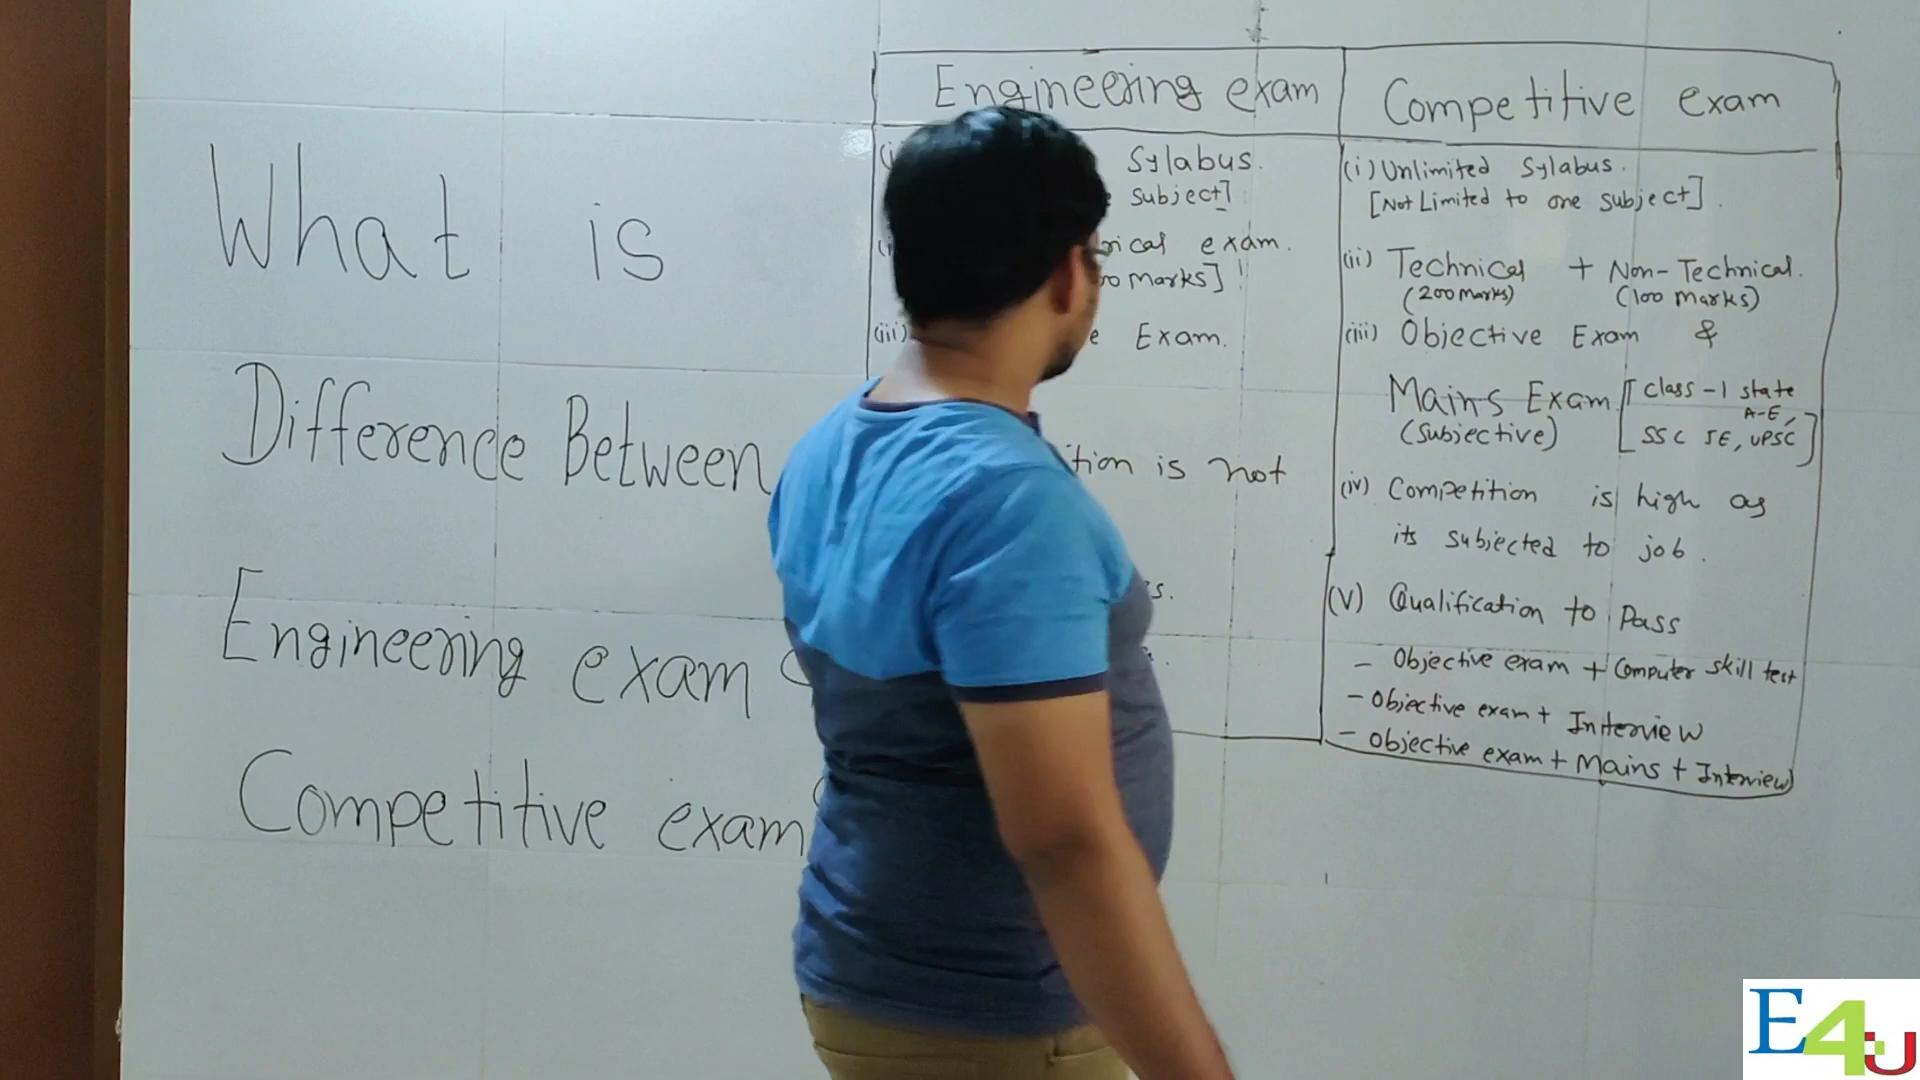 What is
Difference Between
Engineering exam
Competitive exam
Engineering exam
Sylabus.
Subject]
exam.
Marks]
(iii) Exam.
is not
Competitive exam
(i) Unlimited Sylabus.
[Not Limited to one subject].
(ii) Technical + Non-Technical.
(200 marks) (100 Marks)
(iii) Objective Exam &
Mains Exam [class-1 state
A-E,
(Subjective) SSC JE, UPSC]
(iv) Competition is high as
its subjected to job.
(V) Qualification to Pass
- Objective exam + Computer skill test
- Objective exam + Interview
- Objective exam + Mains + Interview
E4U